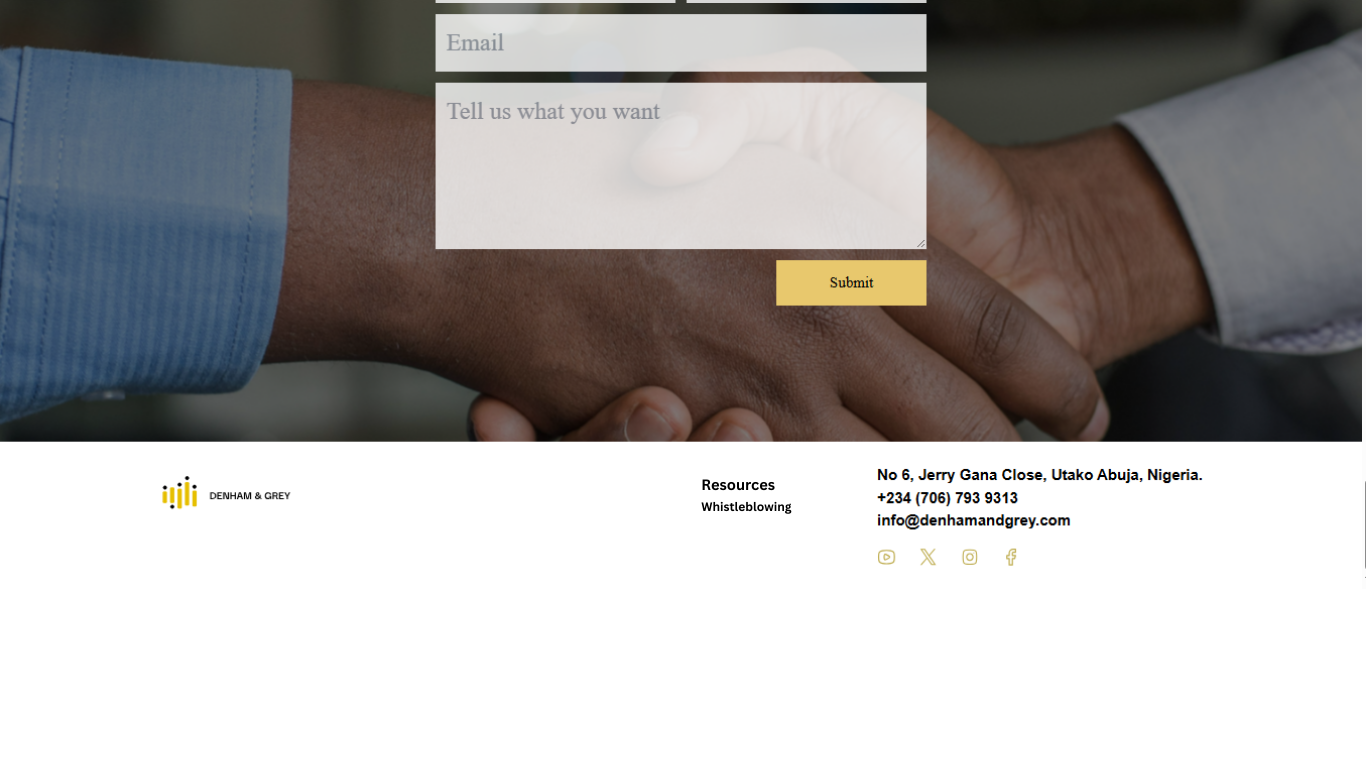 Email
Tell us what you want
Submit
DENHAM & GREY
Resources
Whistleblowing
No 6, Jerry Gana Close, Utako Abuja, Nigeria.
+234 (706) 793 9313
info@denhamandgrey.com